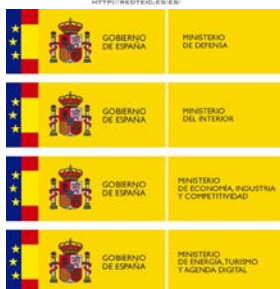 HTTP://REDTEIC.ES/ES/
GOBIERNO
DE ESPAÑA
MINISTERIO
DE DEFENSA
GOBIERNO
DE ESPAÑA
MINISTERIO
DEL INTERIOR
GOBIERNO
DE ESPAÑA
MINISTERIO
DE ECONOMÍA, INDUSTRIA
Y COMPETITIVIDAD
GOBIERNO
DE ESPAÑA
MINISTERIO
DE ENERGÍA, TURISMO
Y AGENDA DIGITAL